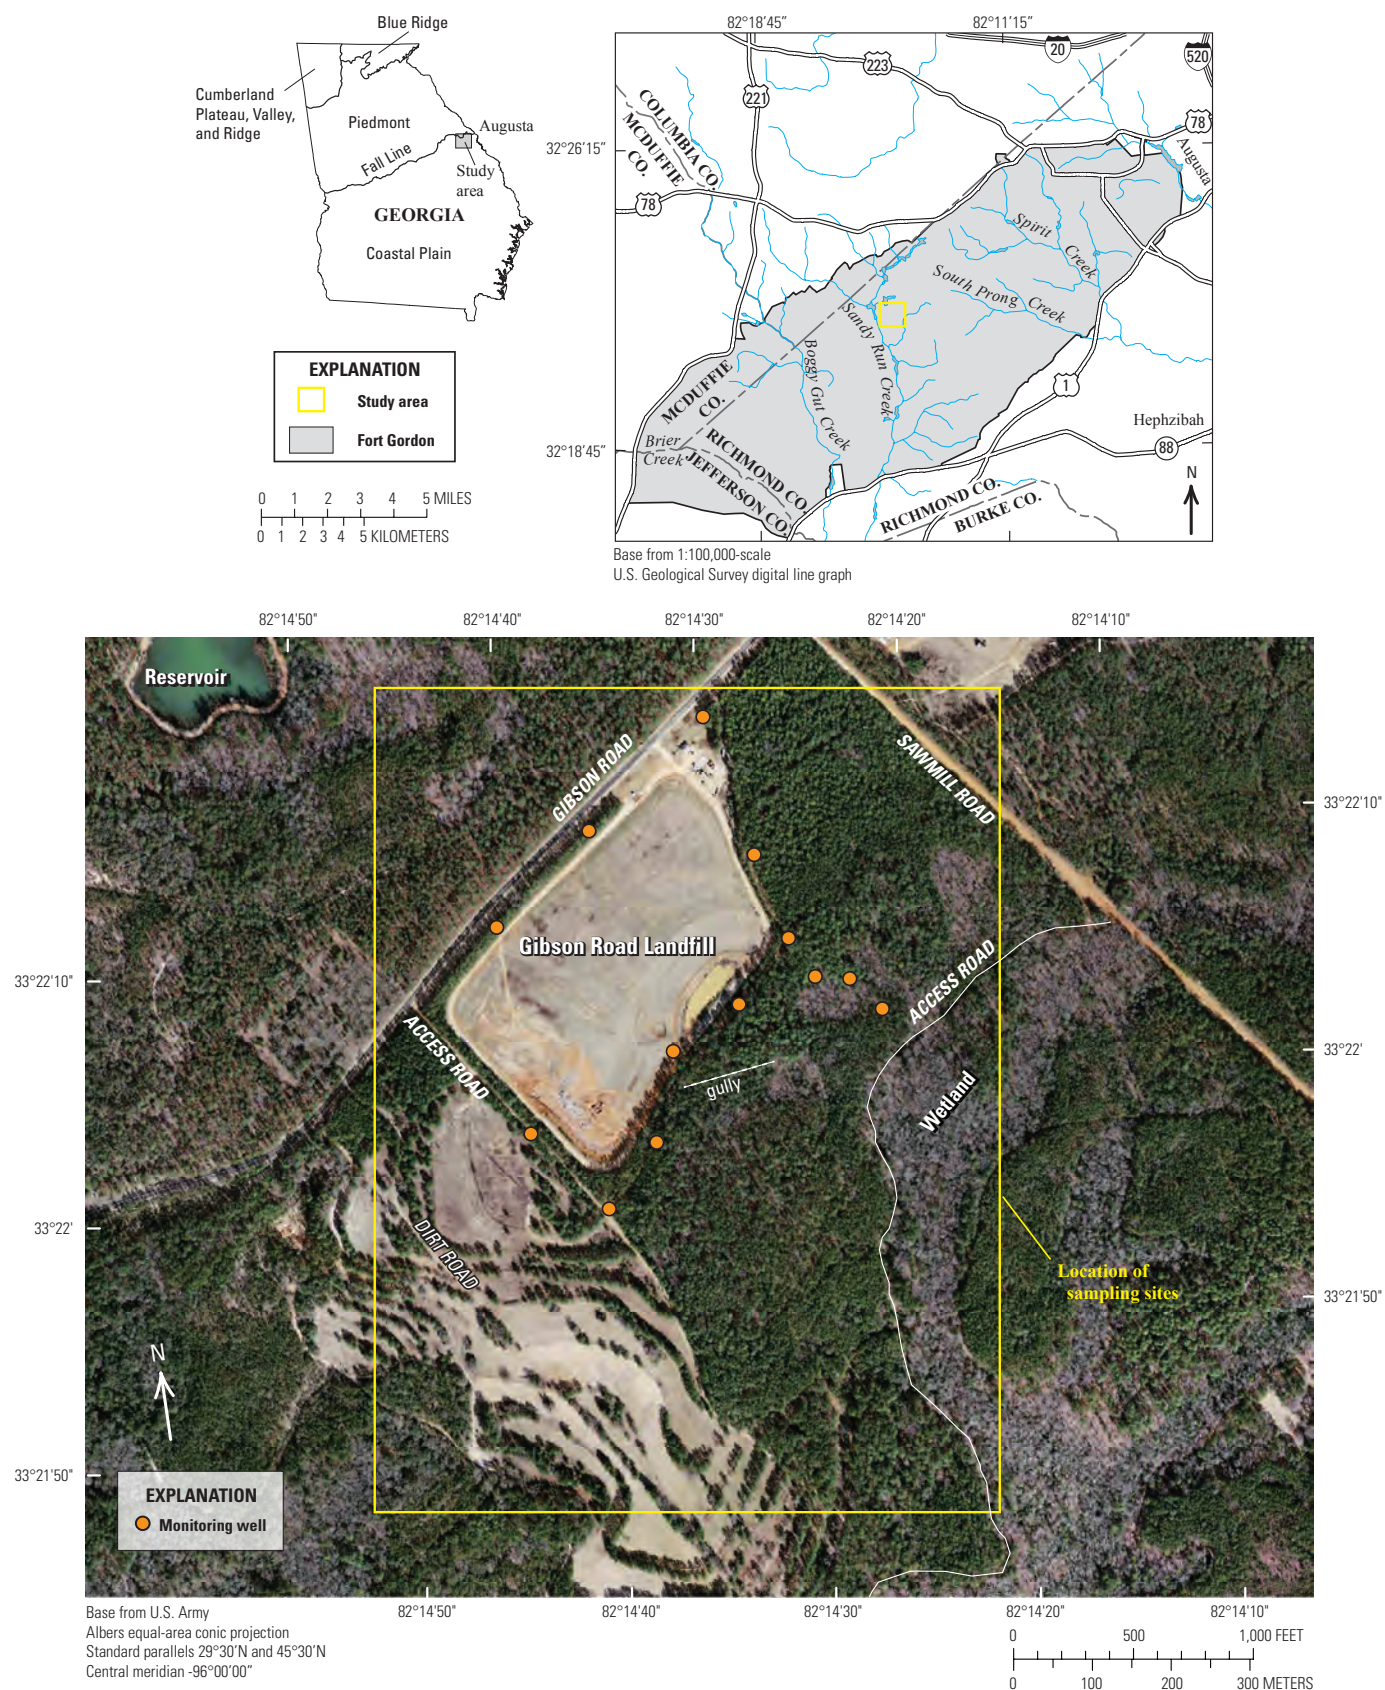 Blue Ridge
Cumberland
Plateau, Valley,
and Ridge
Piedmont
Augusta
Fall Line
Study
area
GEORGIA
Coastal Plain
EXPLANATION
Study area
Fort Gordon
0 1 2 3 4 5 MILES
0 1 2 3 4 5 KILOMETERS
82°18'45"
82°11'15"
20
520
223
221
78
COLUMBIA CO.
MCDUFFIE
CO.
32°26'15"
Augusta
78
Spirit
Creek
South Prong Creek
Sandy Run Creek
Boggy Gut Creek
MCDUFFIE
CO.
1
Hephzibah
88
32°18'45"
Brier
Creek
RICHMOND CO.
JEFFERSON CO.
RICHMOND CO.
BURKE CO.
N
Base from 1:100,000-scale
U.S. Geological Survey digital line graph
82°14'50"
82°14'40"
82°14'30"
82°14'20"
82°14'10"
Reservoir
GIBSON ROAD
SAWMILL ROAD
33°22'10"
Gibson Road Landfill
ACCESS ROAD
33°22'10"
ACCESS ROAD
33°22'
gully
Wetland
33°22'
DIRT ROAD
Location of
sampling sites
33°21'50"
N
33°21'50"
EXPLANATION
Monitoring well
82°14'50"
82°14'40"
82°14'30"
82°14'20"
82°14'10"
Base from U.S. Army
Albers equal-area conic projection
Standard parallels 29°30'N and 45°30'N
Central meridian -96°00'00"
0 500 1,000 FEET
0 100 200 300 METERS